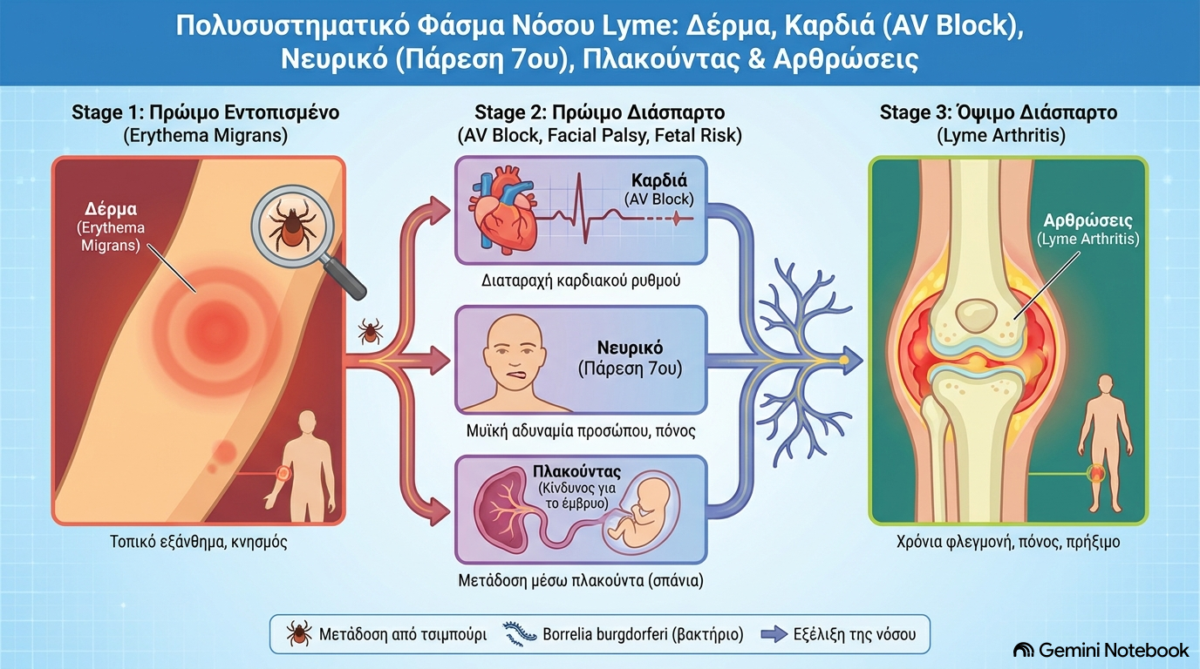 Πολυσυστηματικό Φάσμα Νόσου Lyme: Δέρμα, Καρδιά (AV Block),
Νευρικό (Πάρεση 7ου), Πλακούντας & Αρθρώσεις
Stage 1: Πρώιμο Εντοπισμένο
(Erythema Migrans)
Δέρμα
(Erythema
Migrans)
Τοπικό εξάνθημα, κνησμός
Stage 2: Πρώιμο Διάσπαρτο
(AV Block, Facial Palsy, Fetal Risk)
Καρδιά
(AV Block)
Διαταραχή καρδιακού ρυθμού
Νευρικό
(Πάρεση 7ου)
Μυϊκή αδυναμία προσώπου, πόνος
Πλακούντας
(Κίνδυνος για
το έμβρυο)
Μετάδοση μέσω πλακούντα (σπάνια)
Stage 3: Όψιμο Διάσπαρτο
(Lyme Arthritis)
Αρθρώσεις
(Lyme Arthritis)
Χρόνια φλεγμονή, πόνος, πρήξιμο
Μετάδοση από τσιμπούρι
Borrelia burgdorferi (βακτήριο)
Εξέλιξη της νόσου
Gemini Notebook